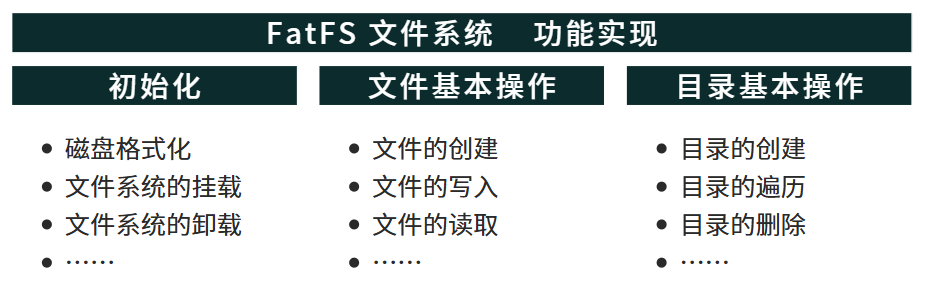 FatFS 文件系统 功能实现
初始化
• 磁盘格式化
• 文件系统的挂载
• 文件系统的卸载
• ……
文件基本操作
• 文件的创建
• 文件的写入
• 文件的读取
• ……
目录基本操作
• 目录的创建
• 目录的遍历
• 目录的删除
• ……